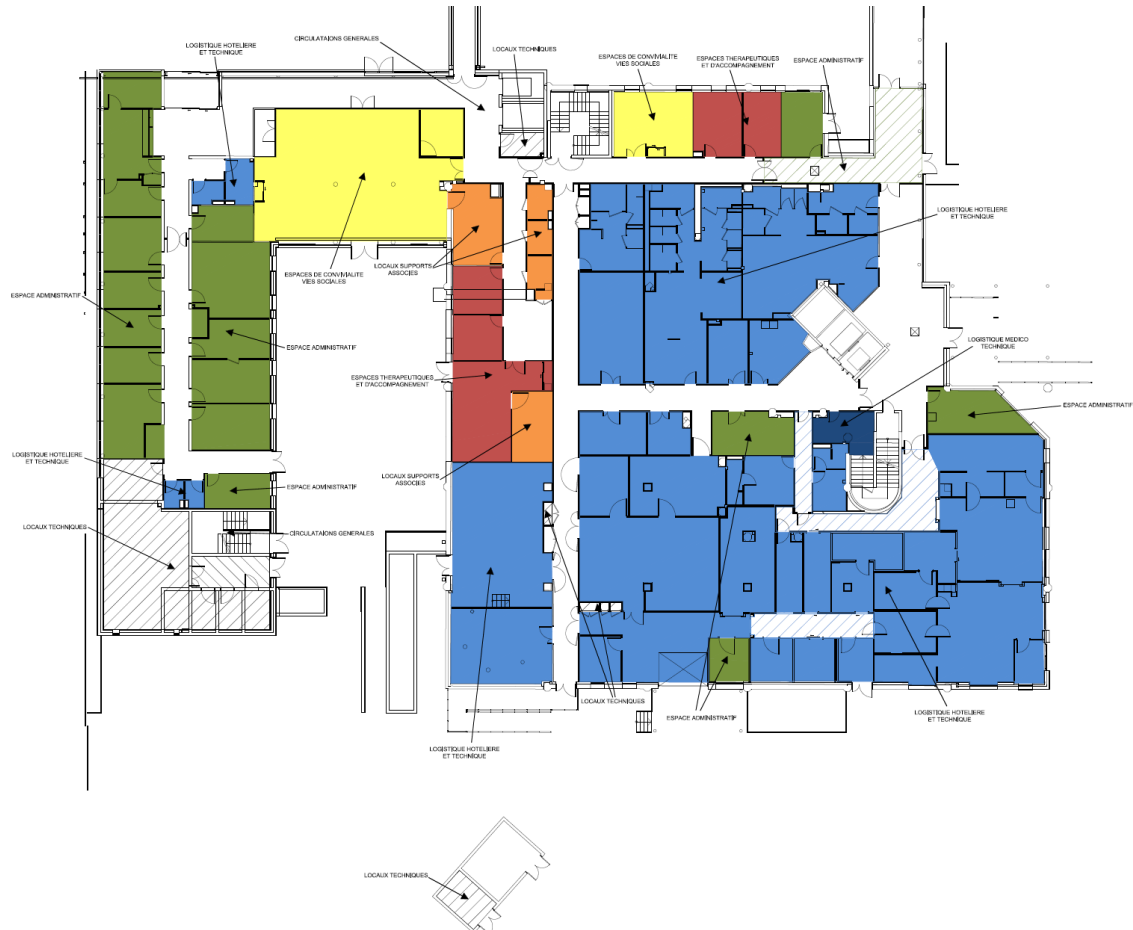 CIRCULATAIONS GENERALES
LOGISTIQUE HOTELIERE
ET TECHNIQUE
LOCAUX TECHNIQUES
ESPACES DE CONVIVIALITE
VIES SOCIALES
ESPACES THERAPEUTIQUES
ET D'ACCOMPAGNEMENT
ESPACE ADMINISTRATIF
LOGISTIQUE HOTELIERE
ET TECHNIQUE
LOCAUX SUPPORTS
ASSOCIES
ESPACES DE CONVIVIALITE
VIES SOCIALES
ESPACE ADMINISTRATIF
ESPACE ADMINISTRATIF
LOGISTIQUE MEDICO
TECHNIQUE
ESPACES THERAPEUTIQUES
ET D'ACCOMPAGNEMENT
ESPACE ADMINISTRATIF
LOGISTIQUE HOTELIERE
ET TECHNIQUE
LOCAUX SUPPORTS
ASSOCIES
ESPACE ADMINISTRATIF
LOCAUX TECHNIQUES
CIRCULATAIONS GENERALES
LOCAUX TECHNIQUES
ESPACE ADMINISTRATIF
LOGISTIQUE HOTELIERE
ET TECHNIQUE
LOGISTIQUE HOTELIERE
ET TECHNIQUE
LOCAUX TECHNIQUES